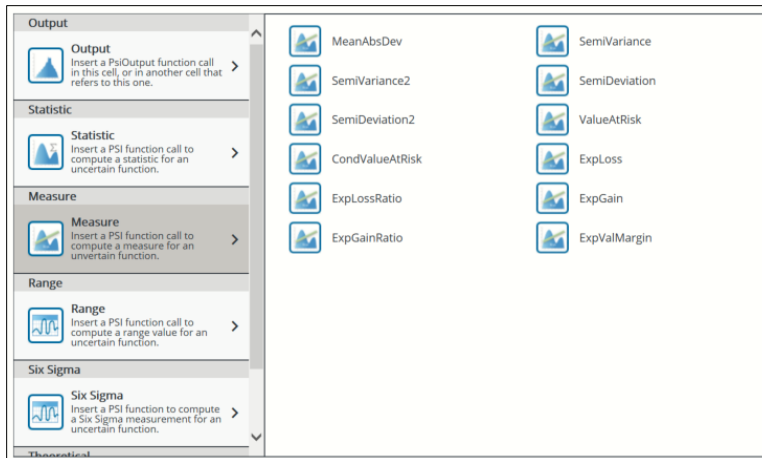 Output
Output
Insert a PsiOutput function call
in this cell, or in another cell that
refers to this one.
Statistic
Statistic
Insert a PSI function call to
compute a statistic for an
uncertain function.
Measure
Measure
Insert a PSI function call to
compute a measure for an
unvertain function.
Range
Range
Insert a PSI function call to
compute a range value for an
uncertain function.
Six Sigma
Six Sigma
Insert a PSI function to compute
a Six Sigma measurement for an
uncertain function.
Theoretical
MeanAbsDev
SemiVariance
SemiVariance2
SemiDeviation
SemiDeviation2
ValueAtRisk
CondValueAtRisk
ExpLoss
ExpLossRatio
ExpGain
ExpGainRatio
ExpValMargin